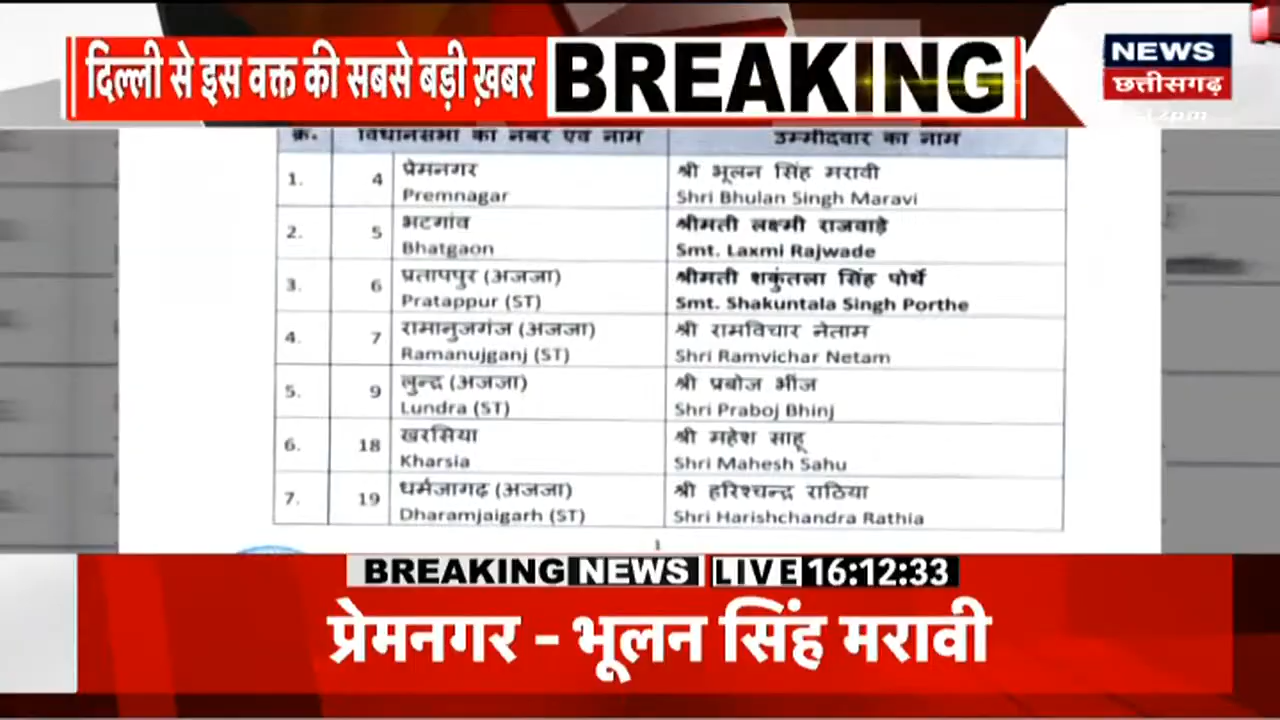 दिल्ली से इस वक्त की सबसे बड़ी ख़बर BREAKING
NEWS
छत्तीसगढ़
क्र. विधानसभा का नंबर एवं नाम उम्मीदवार का नाम
1. 4 प्रेमनगर श्री भूलन सिंह मरावी
Premnagar Shri Bhulan Singh Maravi
2. 5 भटगांव श्रीमती लक्ष्मी राजवाड़े
Bhatgaon Smt. Laxmi Rajwade
3. 6 प्रतापपुर (अजजा) श्रीमती शकुंतला सिंह पोर्थे
Pratappur (ST) Smt. Shakuntala Singh Porthe
4. 7 रामानुजगंज (अजजा) श्री रामविचार नेताम
Ramanujganj (ST) Shri Ramvichar Netam
5. 9 लुन्द्र (अजजा) श्री प्रबोज भींज
Lundra (ST) Shri Praboj Bhinj
6. 18 खरसिया श्री महेश साहू
Kharsia Shri Mahesh Sahu
7. 19 धर्मजागढ़ (अजजा) श्री हरिश्चन्द्र राठिया
Dharamjaigarh (ST) Shri Harishchandra Rathia
1
BREAKING NEWS LIVE 16:12:33
प्रेमनगर - भूलन सिंह मरावी